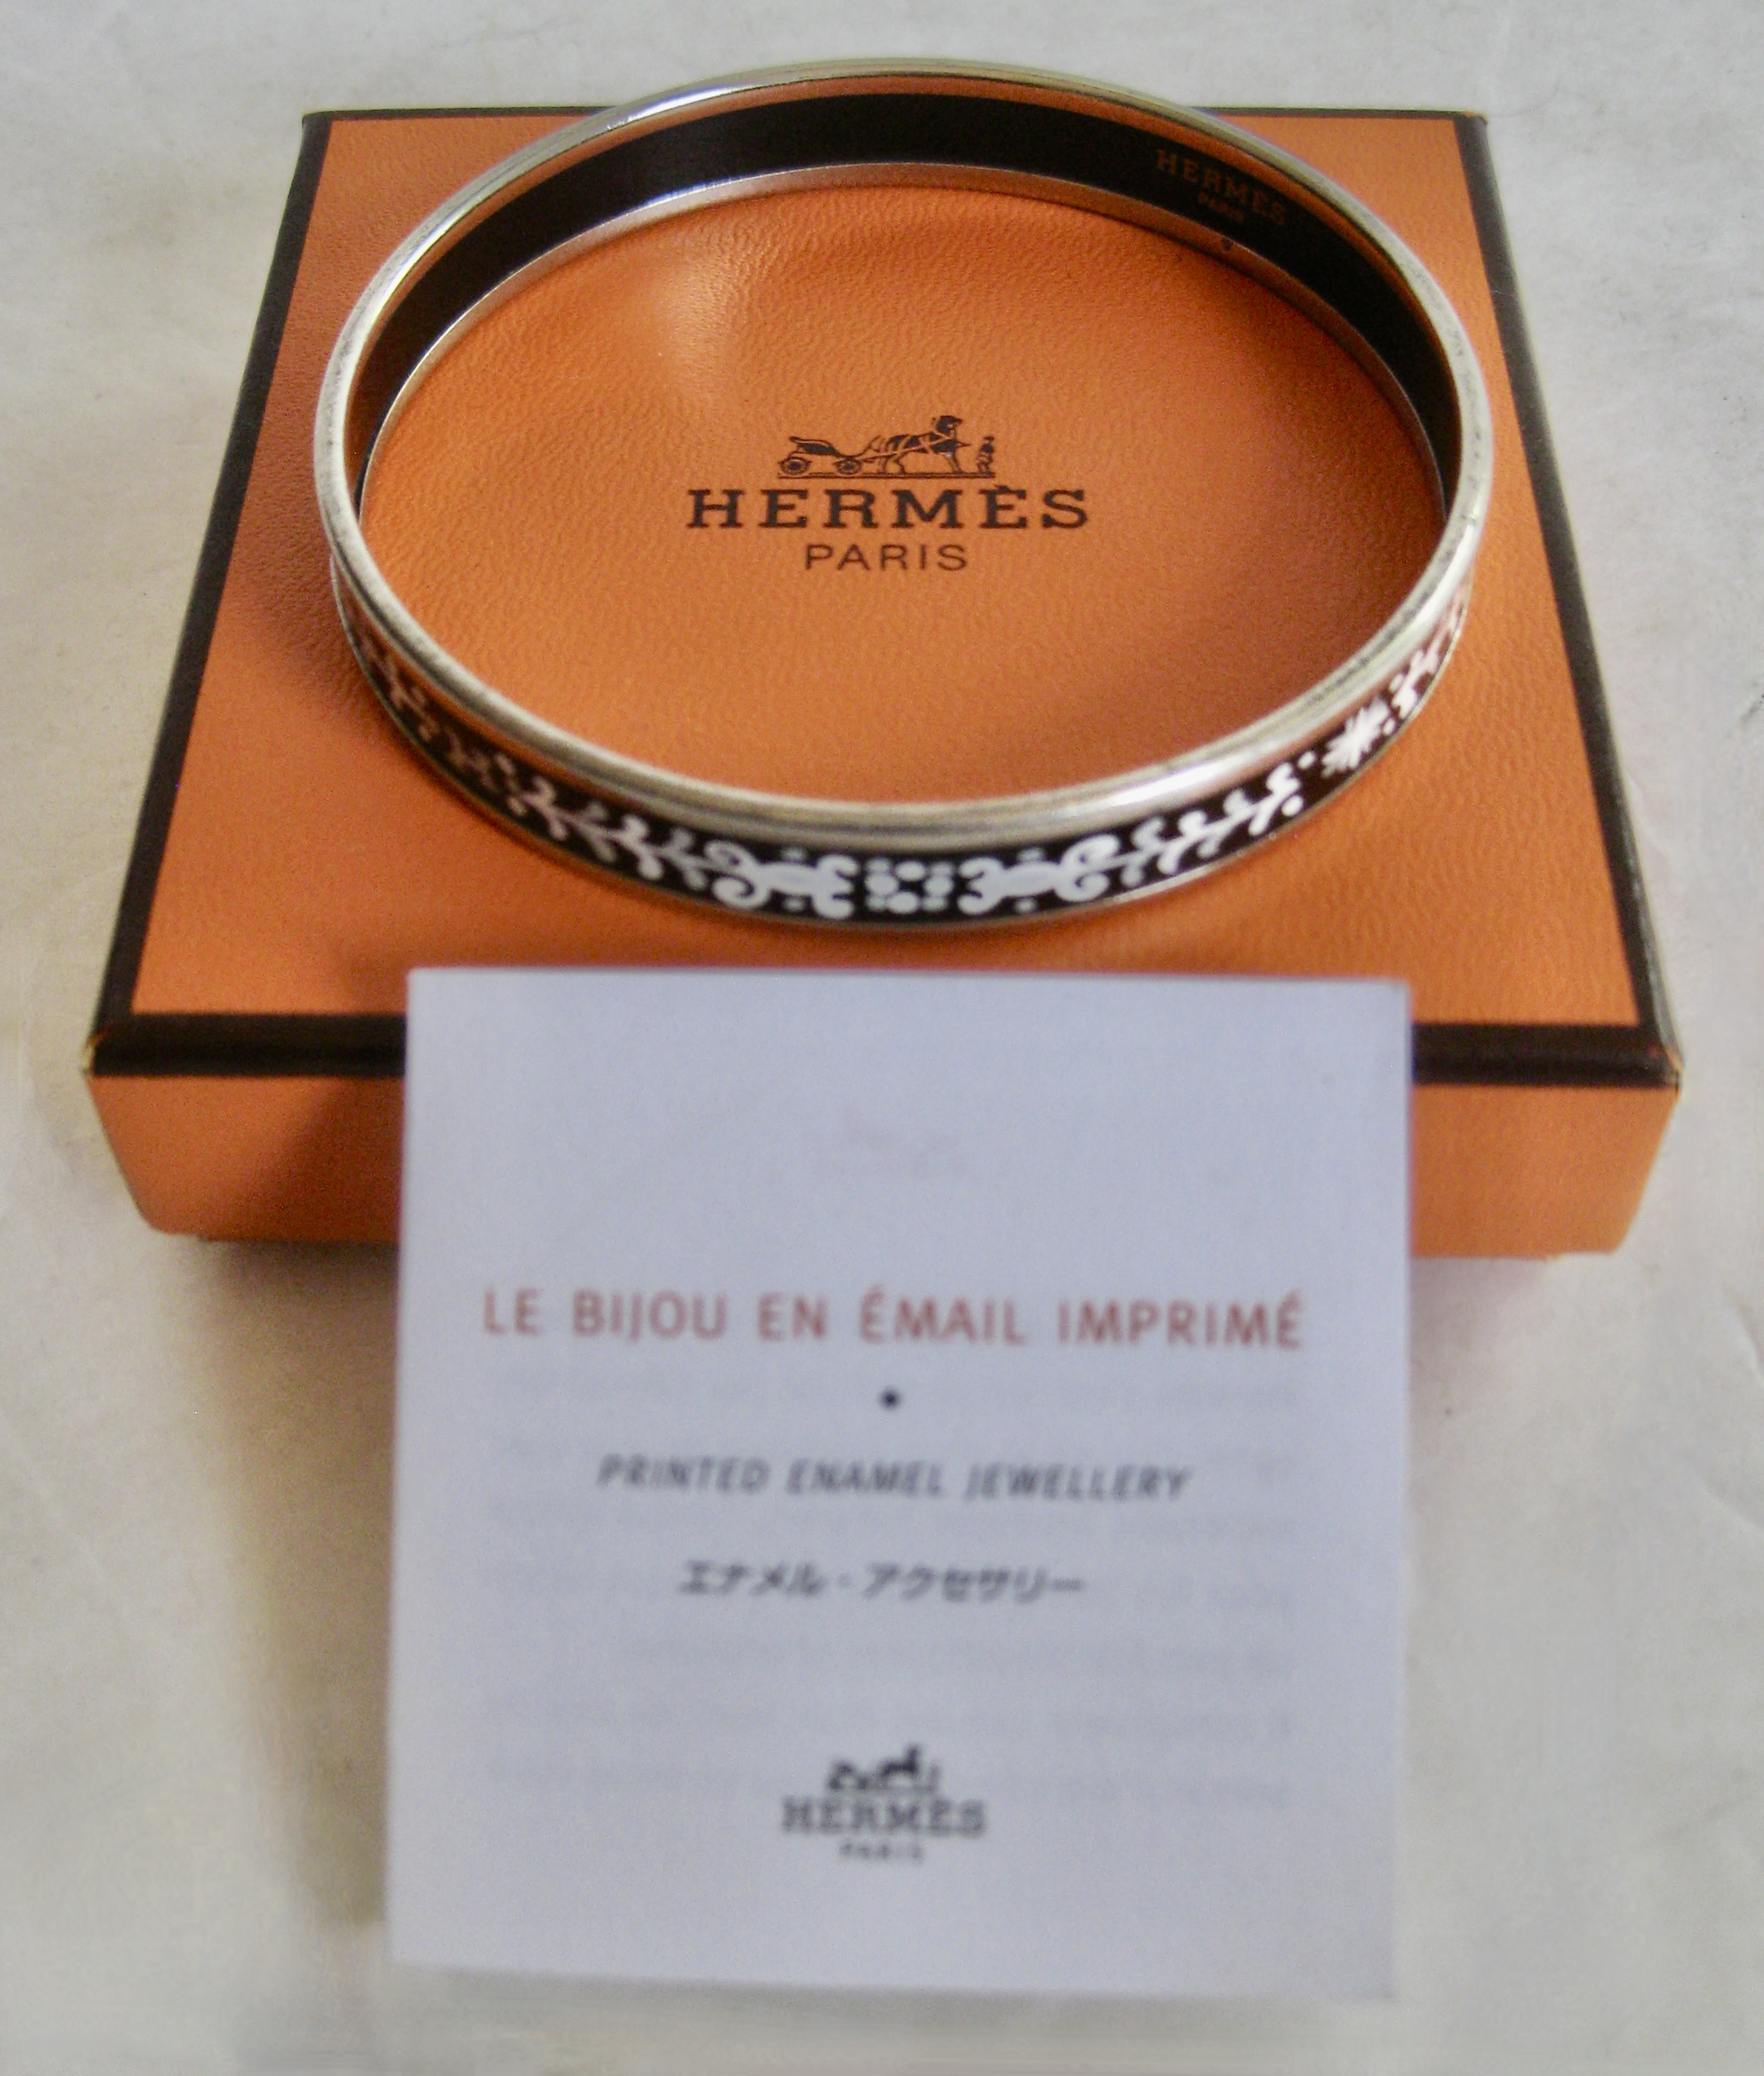 HERMÈS
PARIS
HERMÈS
PARIS
LE BIJOU EN ÉMAIL IMPRIMÉ
•
PRINTED ENAMEL JEWELLERY
エナメル・アクセサリー
HERMÈS
PARIS